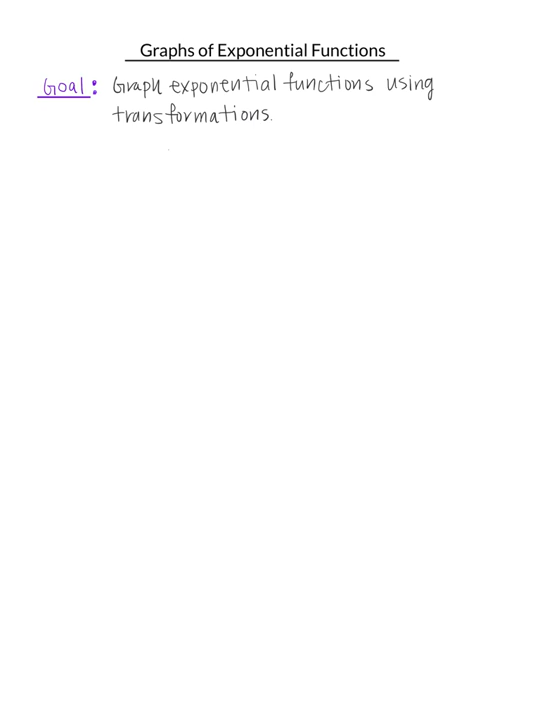 Graphs of Exponential Functions
Goal: Graph exponential functions using
transformations.